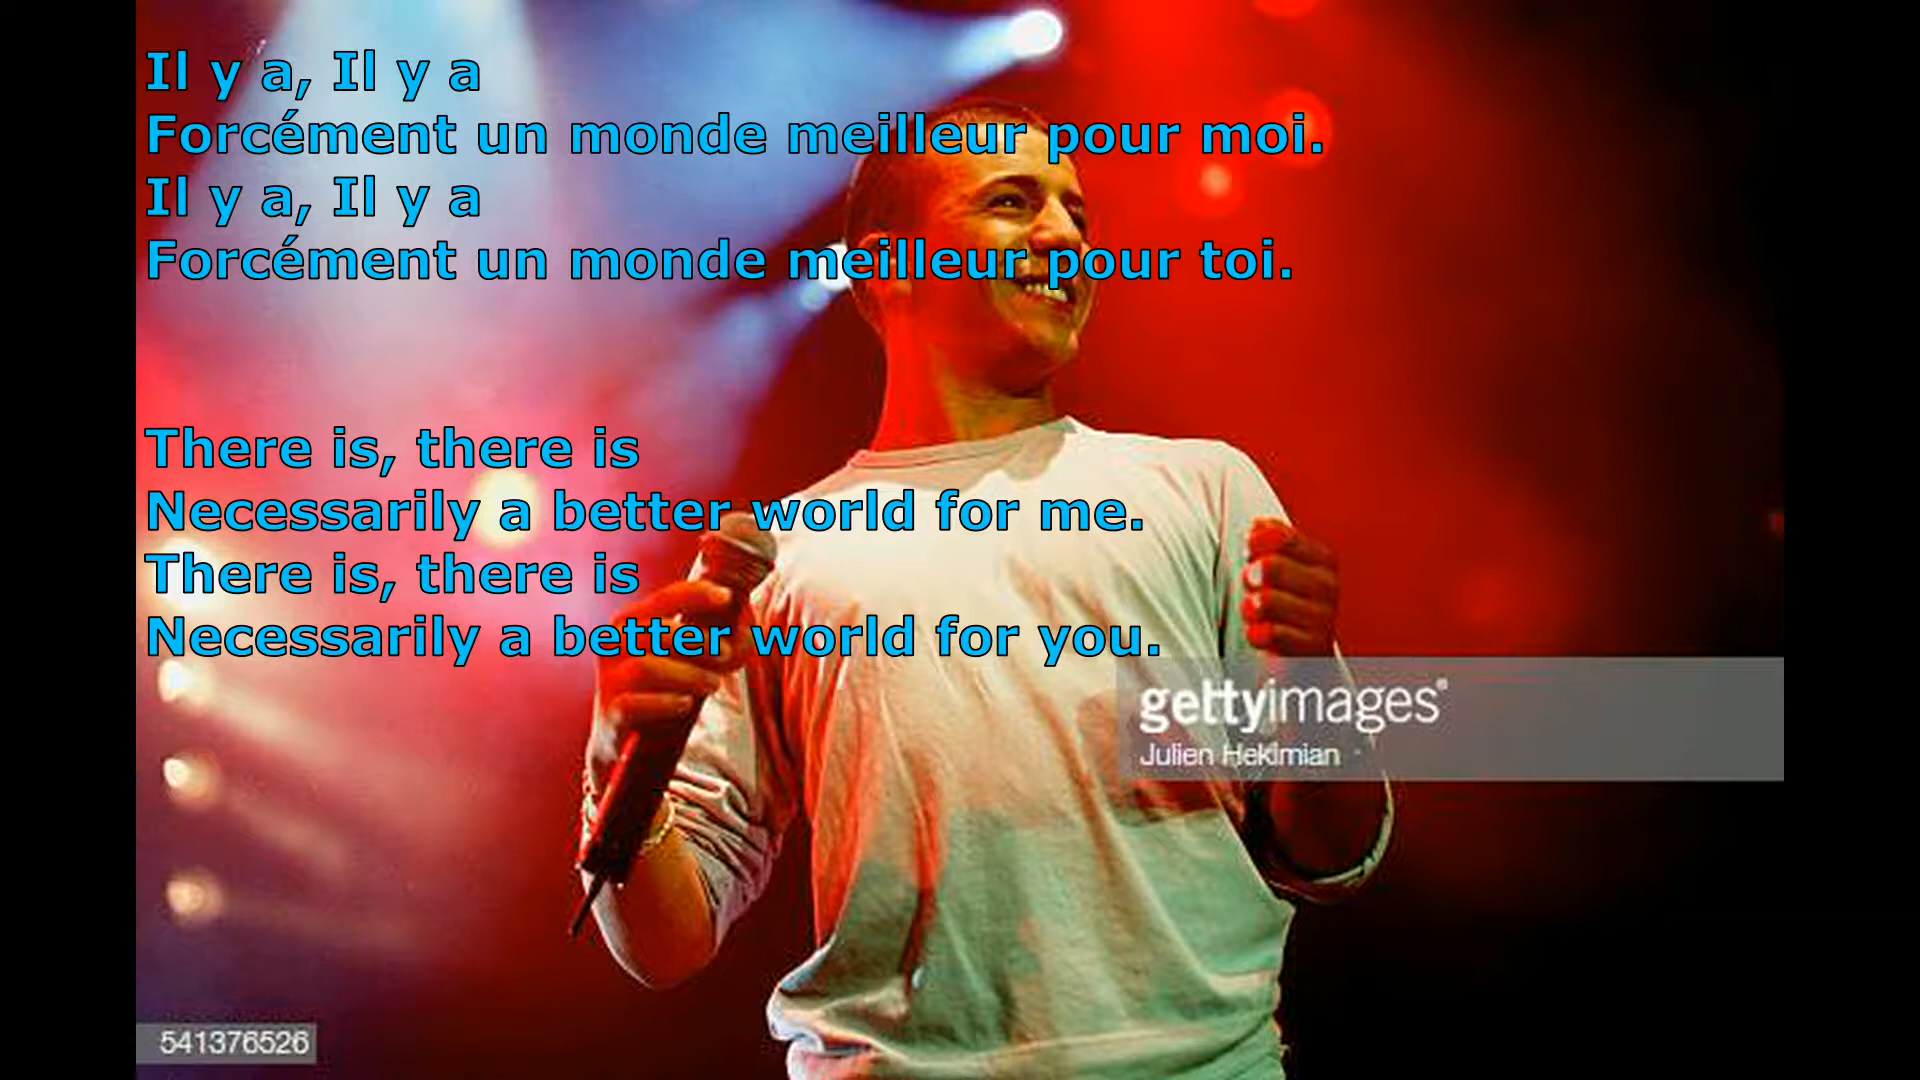 Il y a, Il y a
Forcément un monde meilleur pour moi.
Il y a, Il y a
Forcément un monde meilleur pour toi.
There is, there is
Necessarily a better world for me.
There is, there is
Necessarily a better world for you.
gettyimages®
Julien Hekimian
541376526